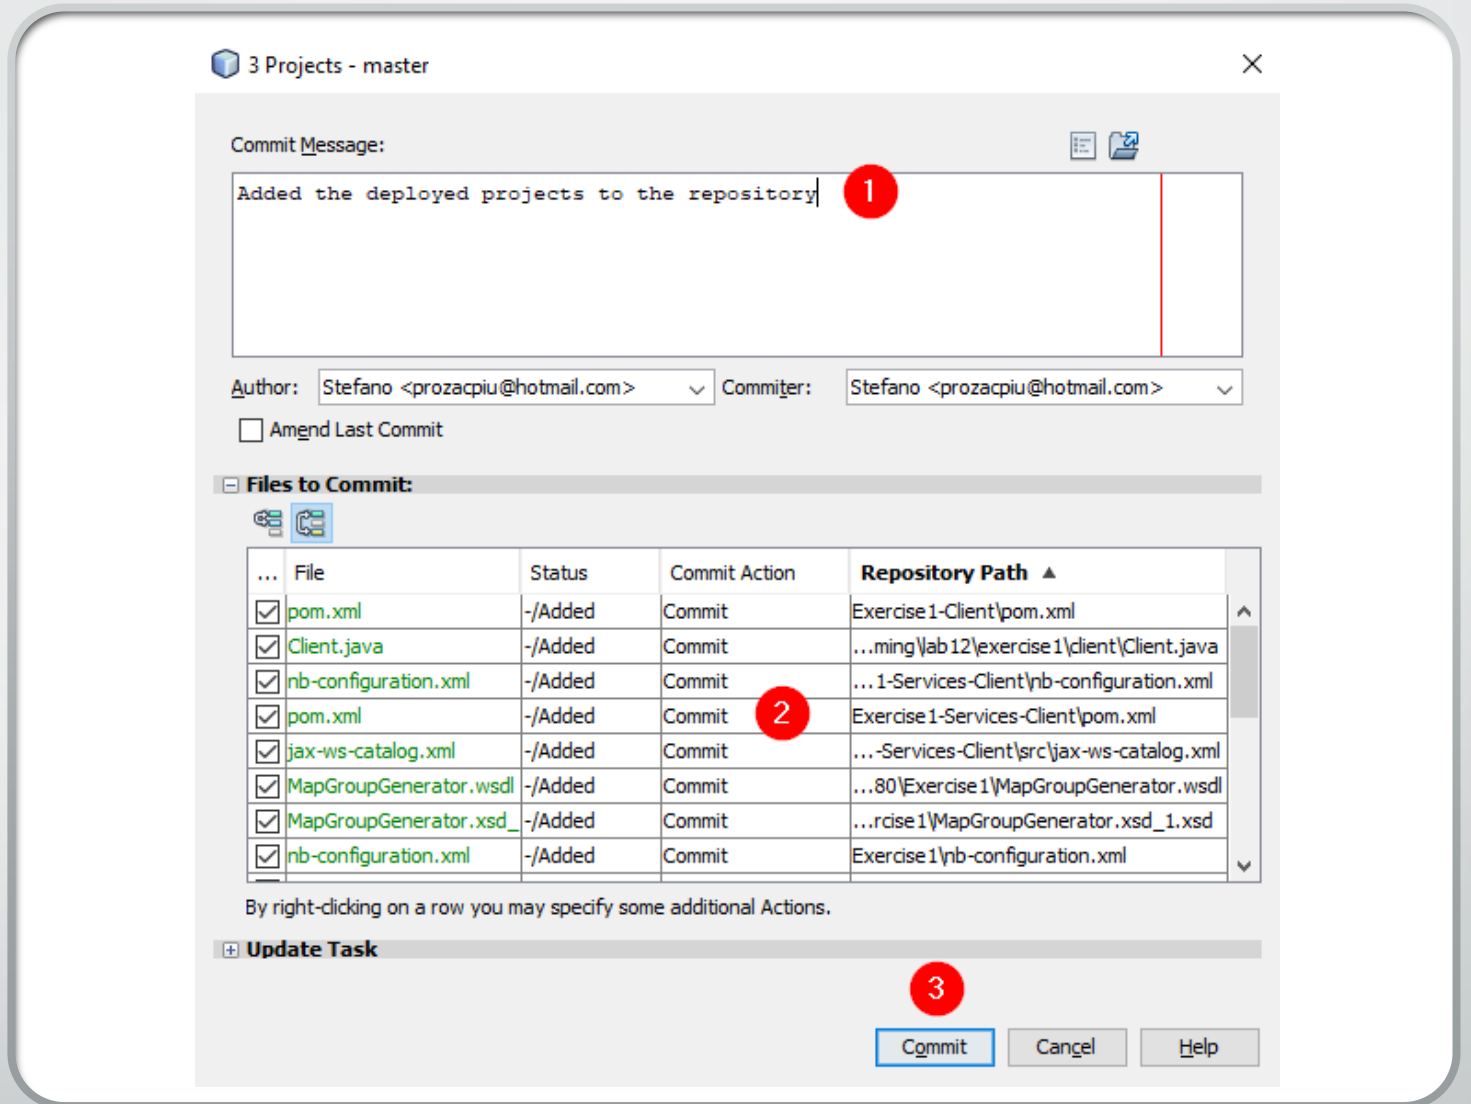 3 Projects - master
Commit Message:
Added the deployed projects to the repository 1
Author: Stefano <prozacpiu@hotmail.com> Commiter: Stefano <prozacpiu@hotmail.com>
Amend Last Commit
Files to Commit:
... File Status Commit Action Repository Path
pom.xml -/Added Commit Exercise1-Client\pom.xml
Client.java -/Added Commit ...ming\lab12\exercise1\client\Client.java
nb-configuration.xml -/Added Commit ...1-Services-Client\nb-configuration.xml
pom.xml -/Added Commit 2 Exercise1-Services-Client\pom.xml
jax-ws-catalog.xml -/Added Commit ...-Services-Client\src\jax-ws-catalog.xml
MapGroupGenerator.wsdl -/Added Commit ...80\Exercise1\MapGroupGenerator.wsdl
MapGroupGenerator.xsd_ -/Added Commit ...rcise1\MapGroupGenerator.xsd_1.xsd
nb-configuration.xml -/Added Commit Exercise1\nb-configuration.xml
By right-clicking on a row you may specify some additional Actions.
Update Task
3
Commit Cancel Help